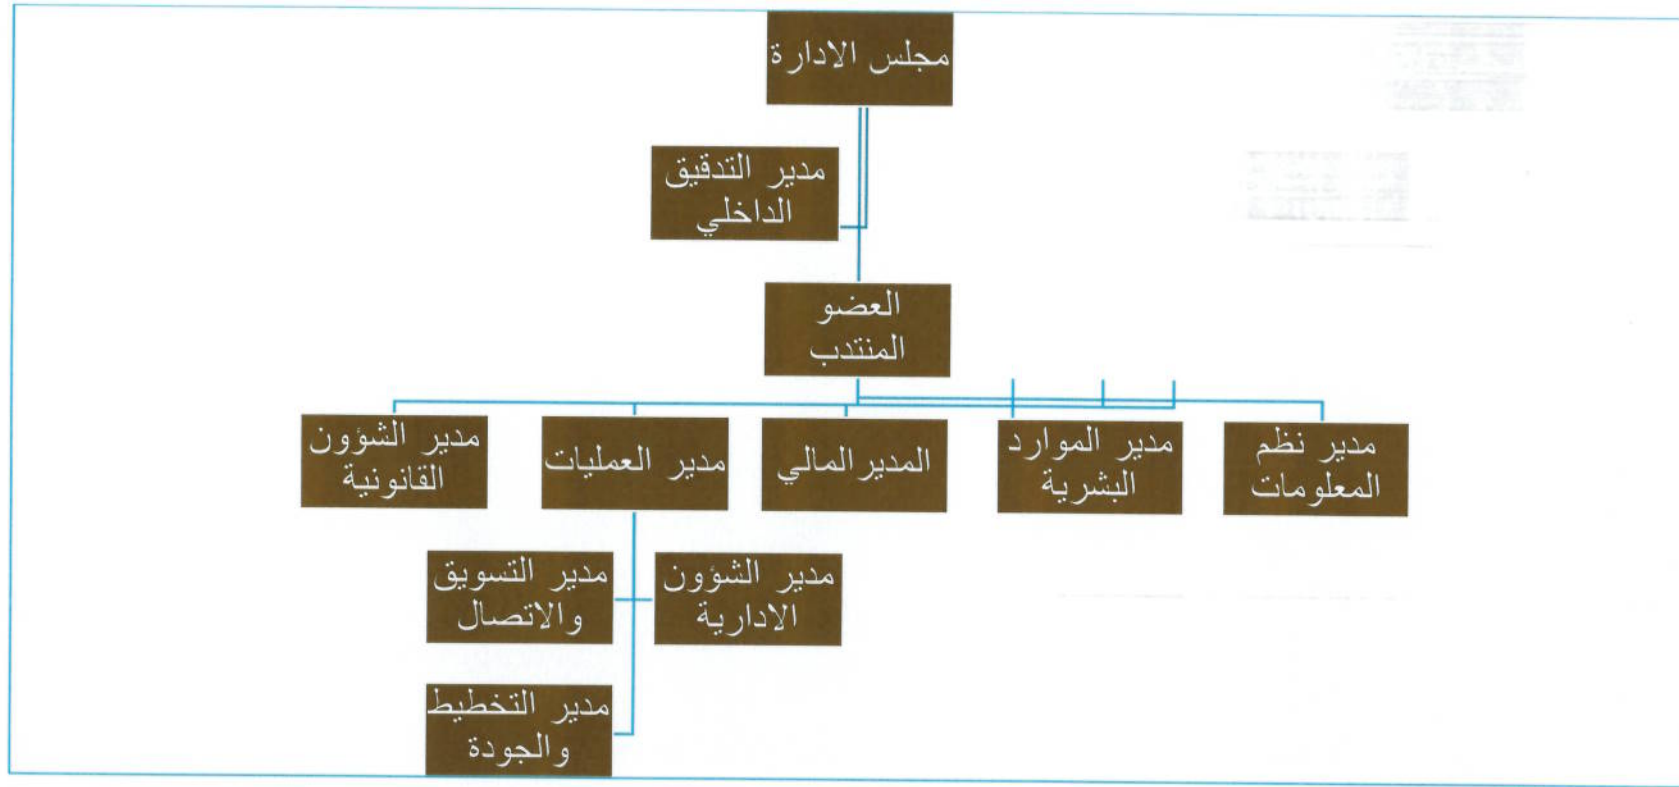 مجلس الادارة
مدير التدقيق
الداخلي
العضو
المنتدب
مدير نظم
المعلومات
مدير الموارد
البشرية
المدير المالي
مدير العمليات
مدير الشؤون
القانونية
مدير الشؤون
الادارية
مدير التسويق
والاتصال
مدير التخطيط
والجودة